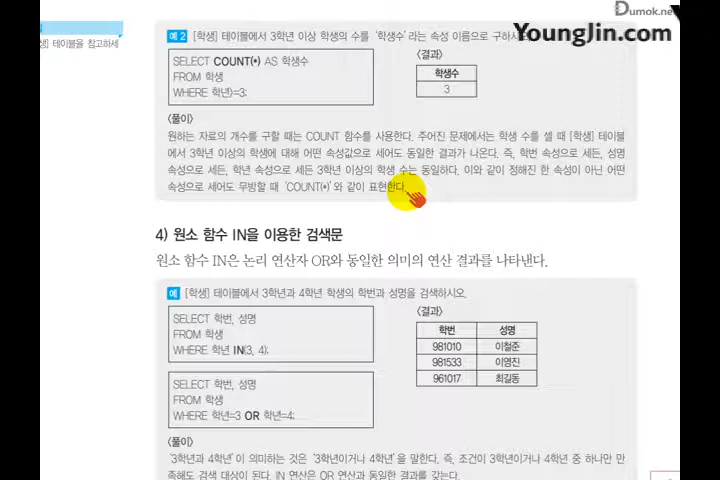 Dumok.ne
YoungJin.com
생] 테이블을 참고하세
예 2 [학생] 테이블에서 3학년 이상 학생의 수를 '학생수' 라는 속성 이름으로 구하시
SELECT COUNT(*) AS 학생수
FROM 학생
WHERE 학년>=3;
〈결과〉
학생수
3
〈풀이〉
원하는 자료의 개수를 구할 때는 COUNT 함수를 사용한다. 주어진 문제에서는 학생 수를 셀 때 [학생] 테이블
에서 3학년 이상의 학생에 대해 어떤 속성값으로 세어도 동일한 결과가 나온다. 즉, 학번 속성으로 세든, 성명
속성으로 세든, 학년 속성으로 세든 3학년 이상의 학생 수는 동일하다. 이와 같이 정해진 한 속성이 아닌 어떤
속성으로 세어도 무방할 때 'COUNT(*)' 와 같이 표현한다.
4) 원소 함수 IN을 이용한 검색문
원소 함수 IN은 논리 연산자 OR와 동일한 의미의 연산 결과를 나타낸다.
예 [학생] 테이블에서 3학년과 4학년 학생의 학번과 성명을 검색하시오.
SELECT 학번, 성명
FROM 학생
WHERE 학년 IN(3, 4);
〈결과〉
학번 성명
981010 이철준
981533 이영진
961017 최길동
SELECT 학번, 성명
FROM 학생
WHERE 학년=3 OR 학년=4;
〈풀이〉
'3학년과 4학년' 이 의미하는 것은 '3학년이거나 4학년' 을 말한다. 즉, 조건이 3학년이거나 4학년 중 하나만 만
족해도 검색 대상이 된다. IN 연산은 OR 연산과 동일한 결과를 갖는다.